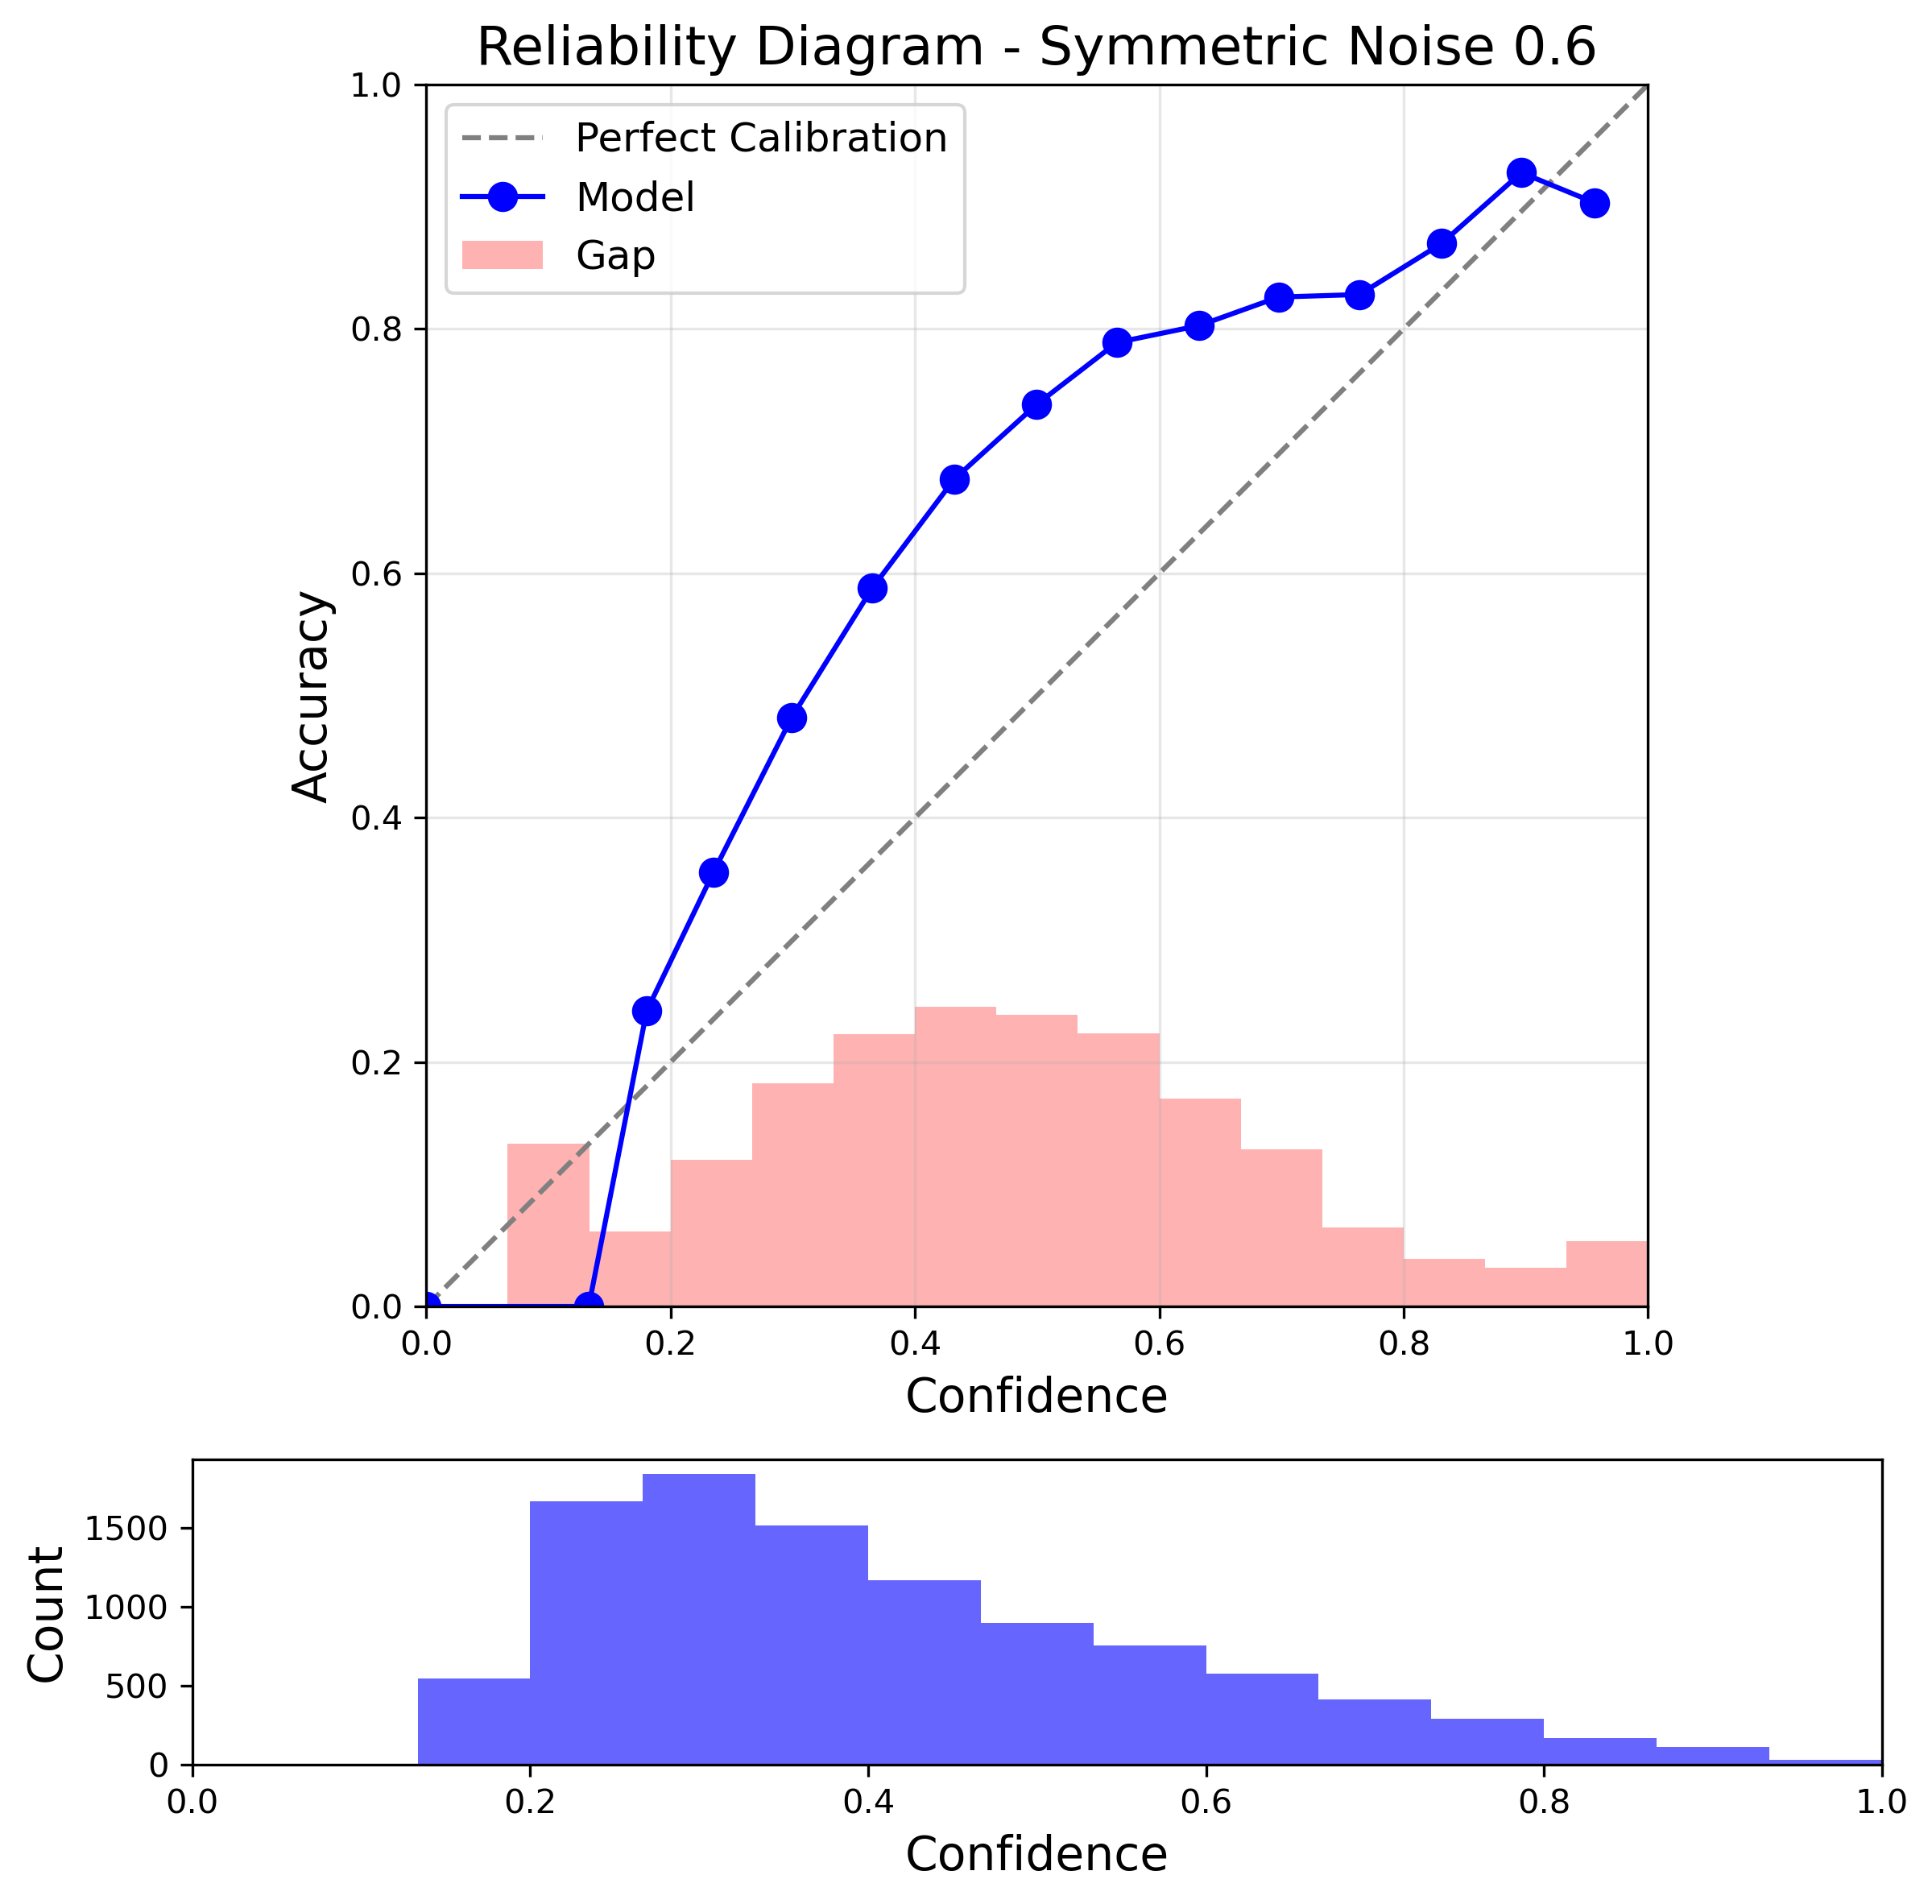 Reliability Diagram - Symmetric Noise 0.6
Perfect Calibration
Model
Gap
1.0
0.8
0.6
0.4
0.2
0.0
Accuracy
0.0 0.2 0.4 0.6 0.8 1.0
Confidence
1500
1000
500
0
Count
0.0 0.2 0.4 0.6 0.8 1.0
Confidence